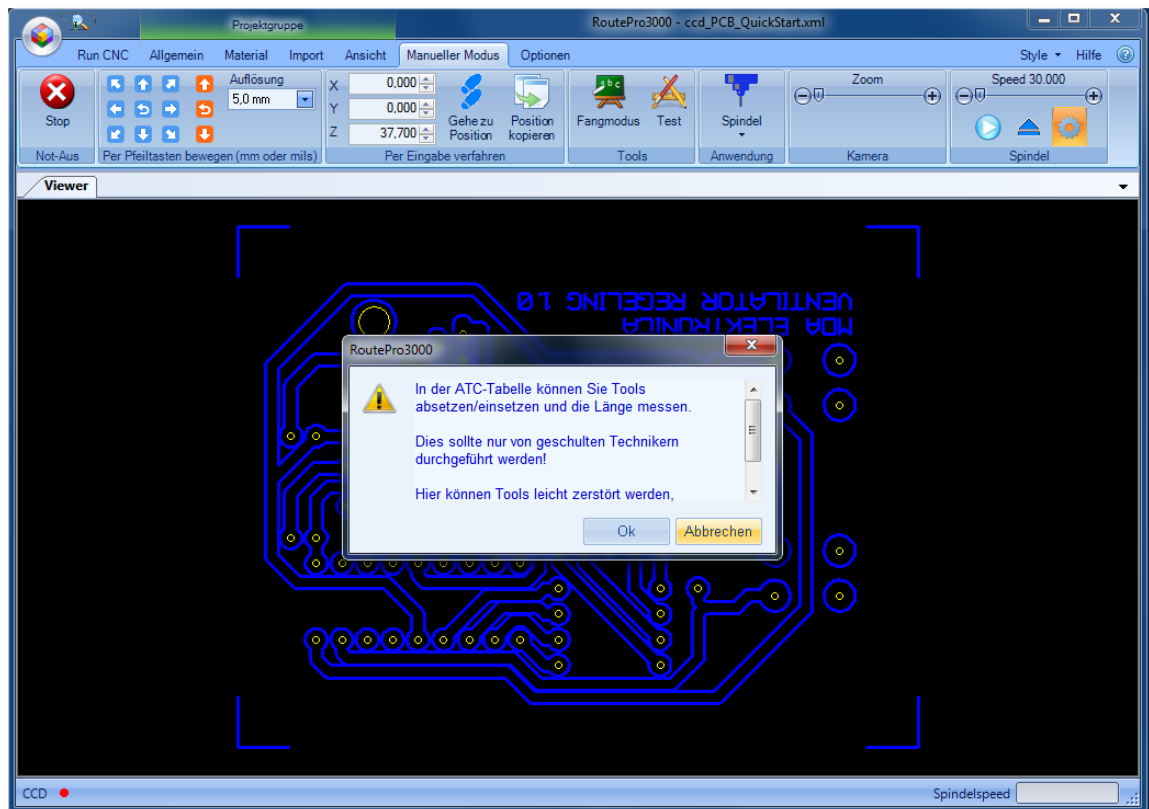 Projektgruppe
RoutePro3000 - ccd_PCB_QuickStart.xml
Run CNC Allgemein Material Import Ansicht Manueller Modus Optionen Style Hilfe
Auflösung
5,0 mm
X 0,000
Y 0,000
Z 37,700
Stop
Gehe zu Position
Position kopieren
Fangmodus
Test
Spindel
Zoom
Speed 30.000
Not-Aus
Per Pfeiltasten bewegen (mm oder mils)
Per Eingabe verfahren
Tools
Anwendung
Kamera
Spindel
Viewer
VENTILATOR REGELING 1.0
MDA ELEKTRONICA
RoutePro3000
In der ATC-Tabelle können Sie Tools
absetzen/einsetzen und die Länge messen.
Dies sollte nur von geschulten Technikern
durchgeführt werden!
Hier können Tools leicht zerstört werden,
Ok Abbrechen
CCD
Spindelspeed